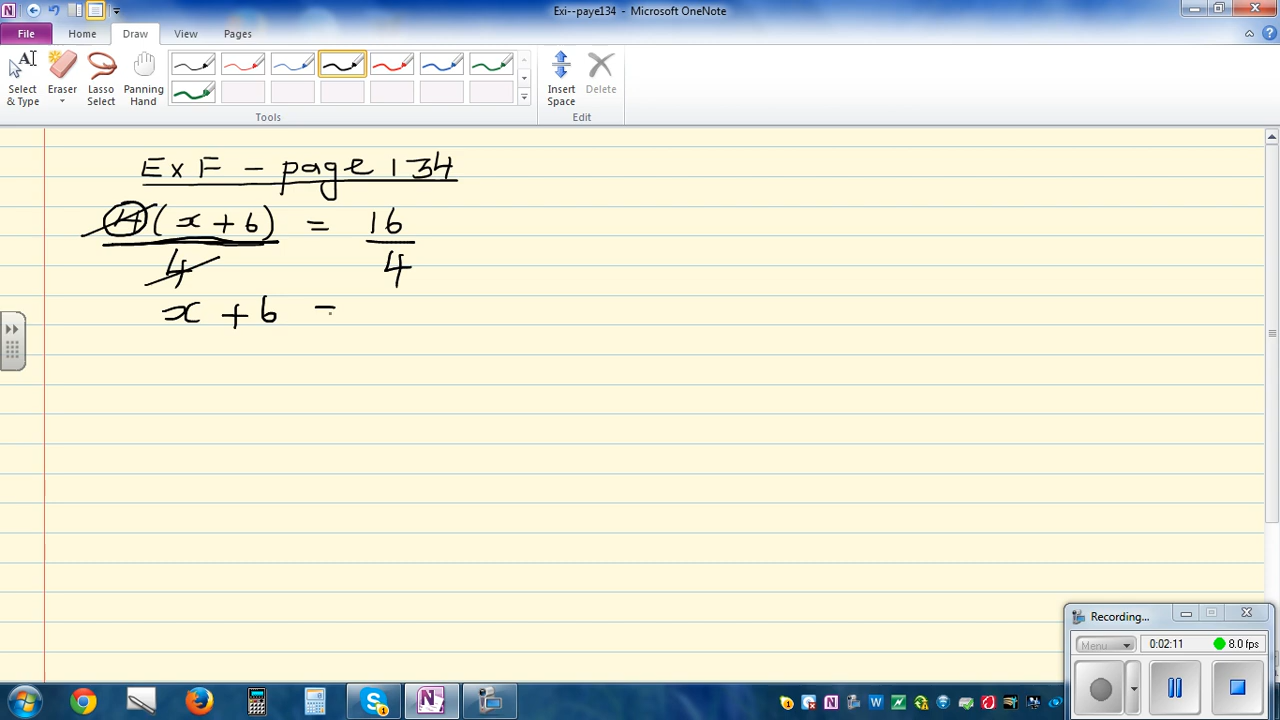 Exi--paye134 - Microsoft OneNote
File Home Draw View Pages
Select & Type Eraser Lasso Select Panning Hand Insert Space Delete
Tools Edit
Ex F - page 134
4(x+6) = 16
4 4
x + 6 =
Recording...
Menu 0:02:11 8.0 fps